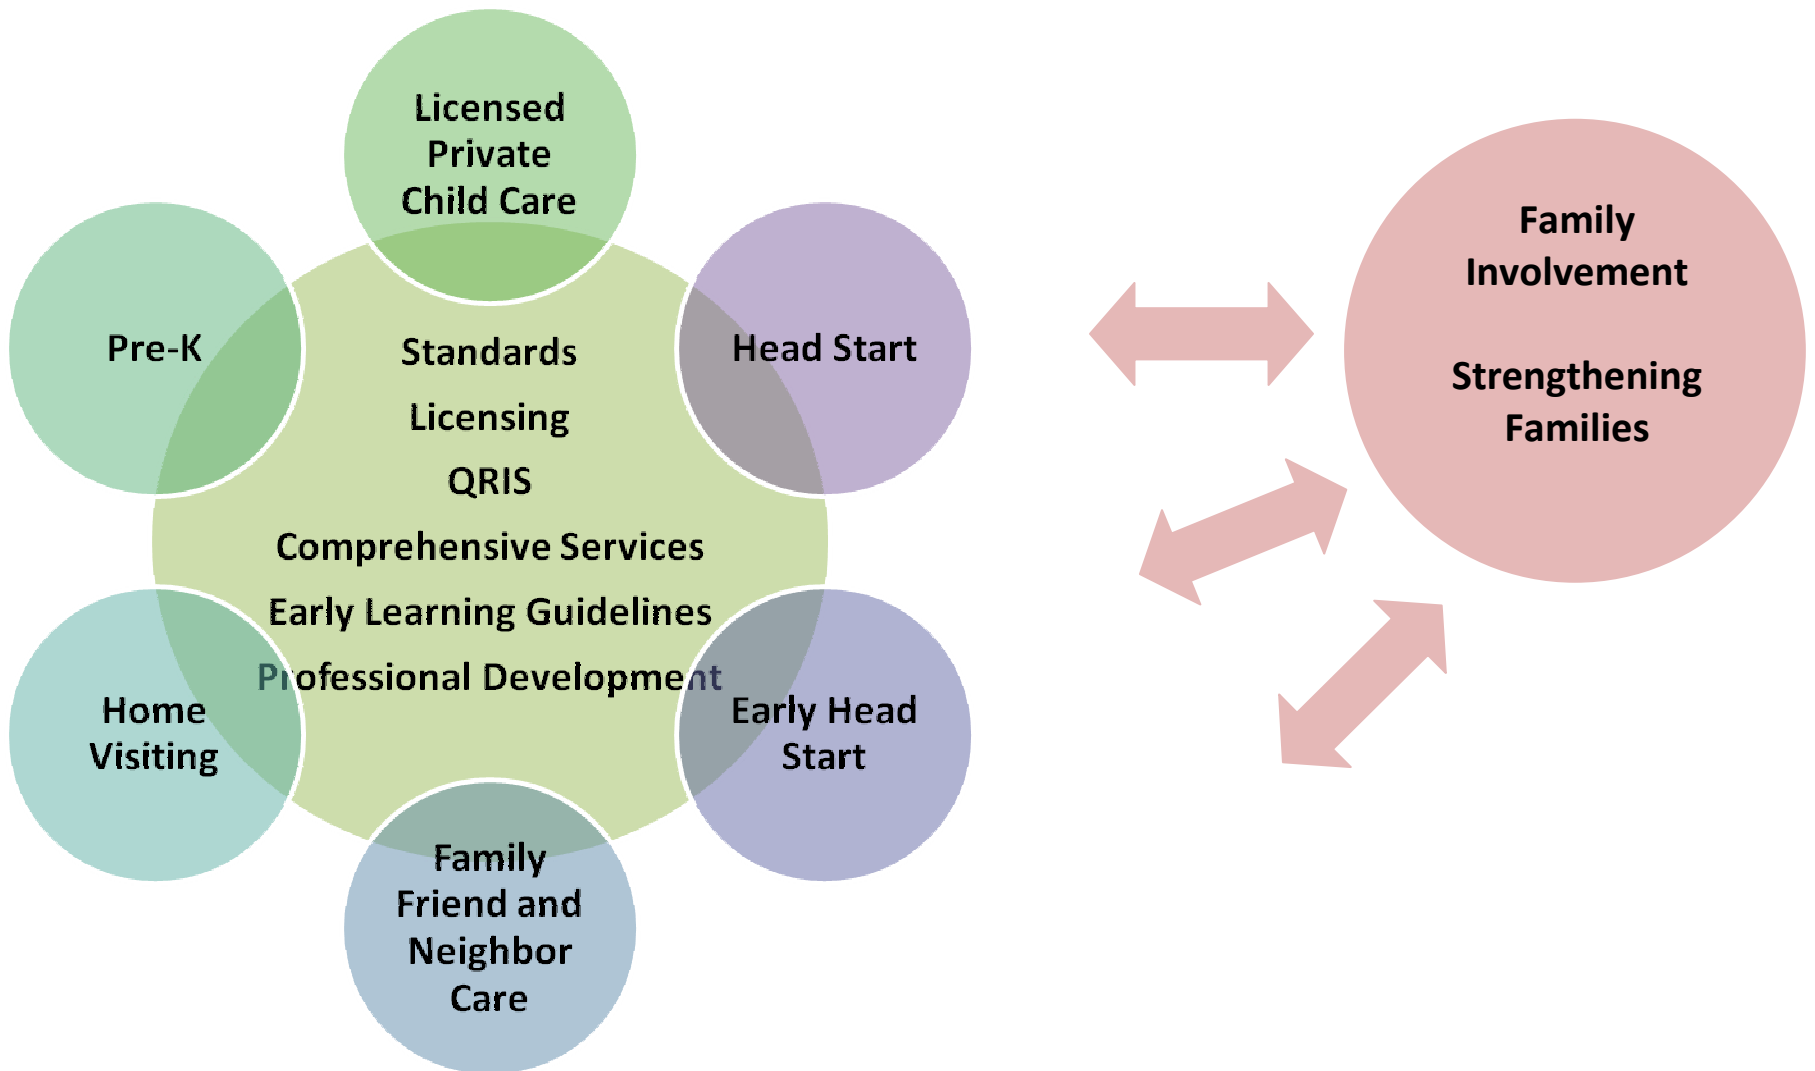 Licensed
Private
Child Care
Pre-K
Head Start
Standards
Licensing
QRIS
Comprehensive Services
Early Learning Guidelines
Professional Development
Home
Visiting
Early Head
Start
Family
Friend and
Neighbor
Care
Family
Involvement
Strengthening
Families